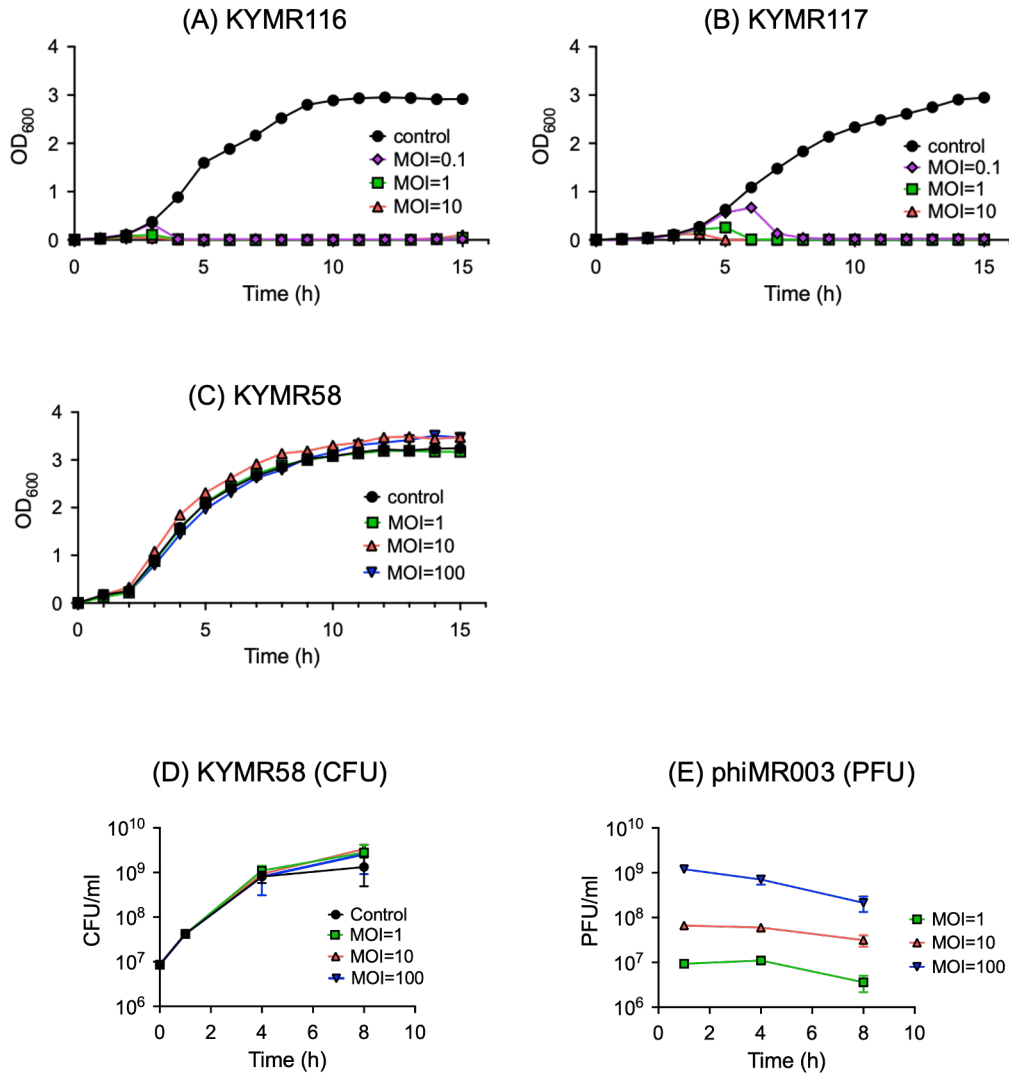 (A) KYMR116
4
3
2
1
0
OD600
control
MOI=0.1
MOI=1
MOI=10
0 5 10 15
Time (h)
(B) KYMR117
4
3
2
1
0
OD600
control
MOI=0.1
MOI=1
MOI=10
0 5 10 15
Time (h)
(C) KYMR58
4
3
2
1
0
OD600
control
MOI=1
MOI=10
MOI=100
0 5 10 15
Time (h)
(D) KYMR58 (CFU)
10^10
10^9
10^8
10^7
10^6
CFU/ml
Control
MOI=1
MOI=10
MOI=100
0 2 4 6 8 10
Time (h)
(E) phiMR003 (PFU)
10^10
10^9
10^8
10^7
10^6
PFU/ml
MOI=1
MOI=10
MOI=100
0 2 4 6 8 10
Time (h)